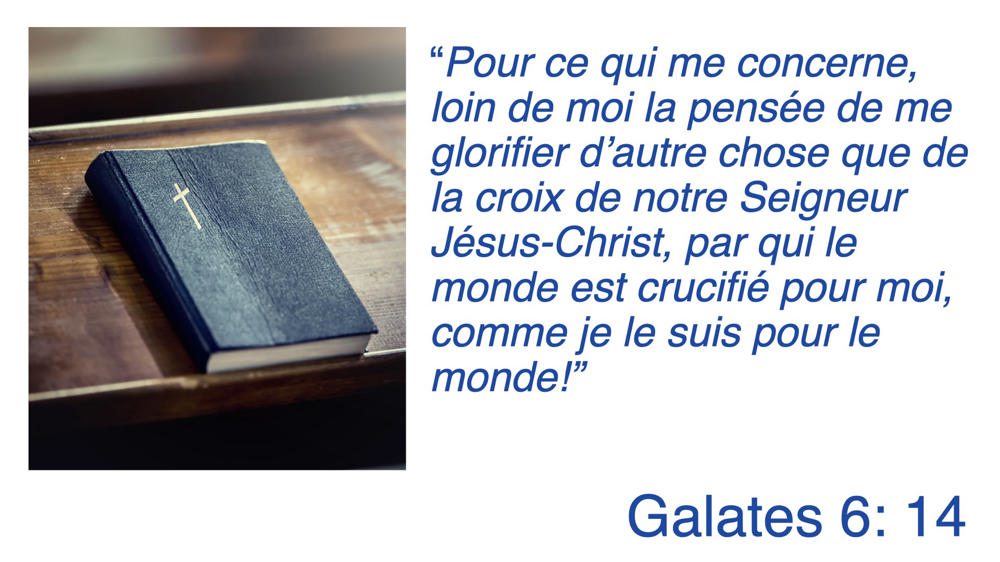 “Pour ce qui me concerne,
loin de moi la pensée de me
glorifier d’autre chose que de
la croix de notre Seigneur
Jésus-Christ, par qui le
monde est crucifié pour moi,
comme je le suis pour le
monde!”
Galates 6: 14